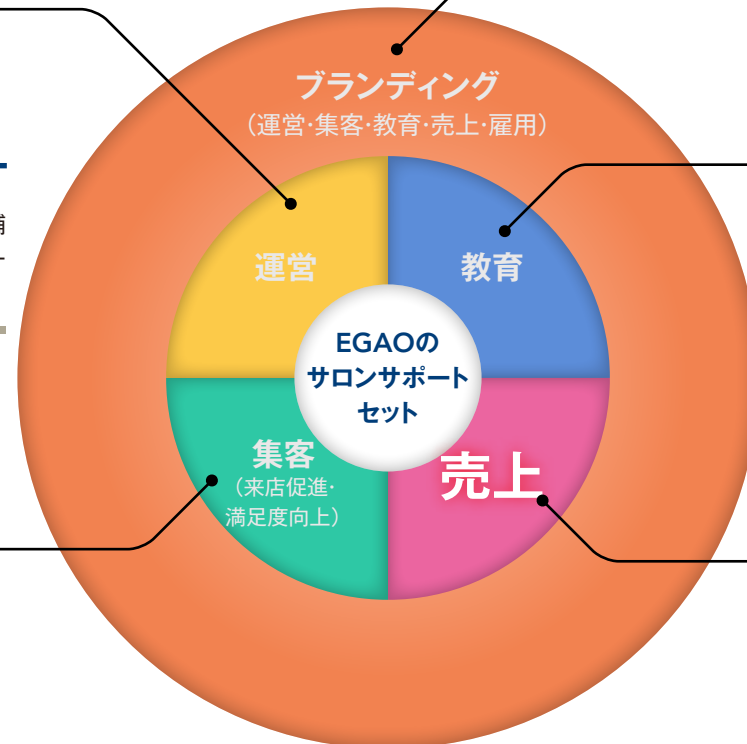 ブランディング
（運営・集客・教育・売上・雇用）
運営
教育
EGAOの
サロンサポート
セット
集客
（来店促進・
満足度向上）
売上